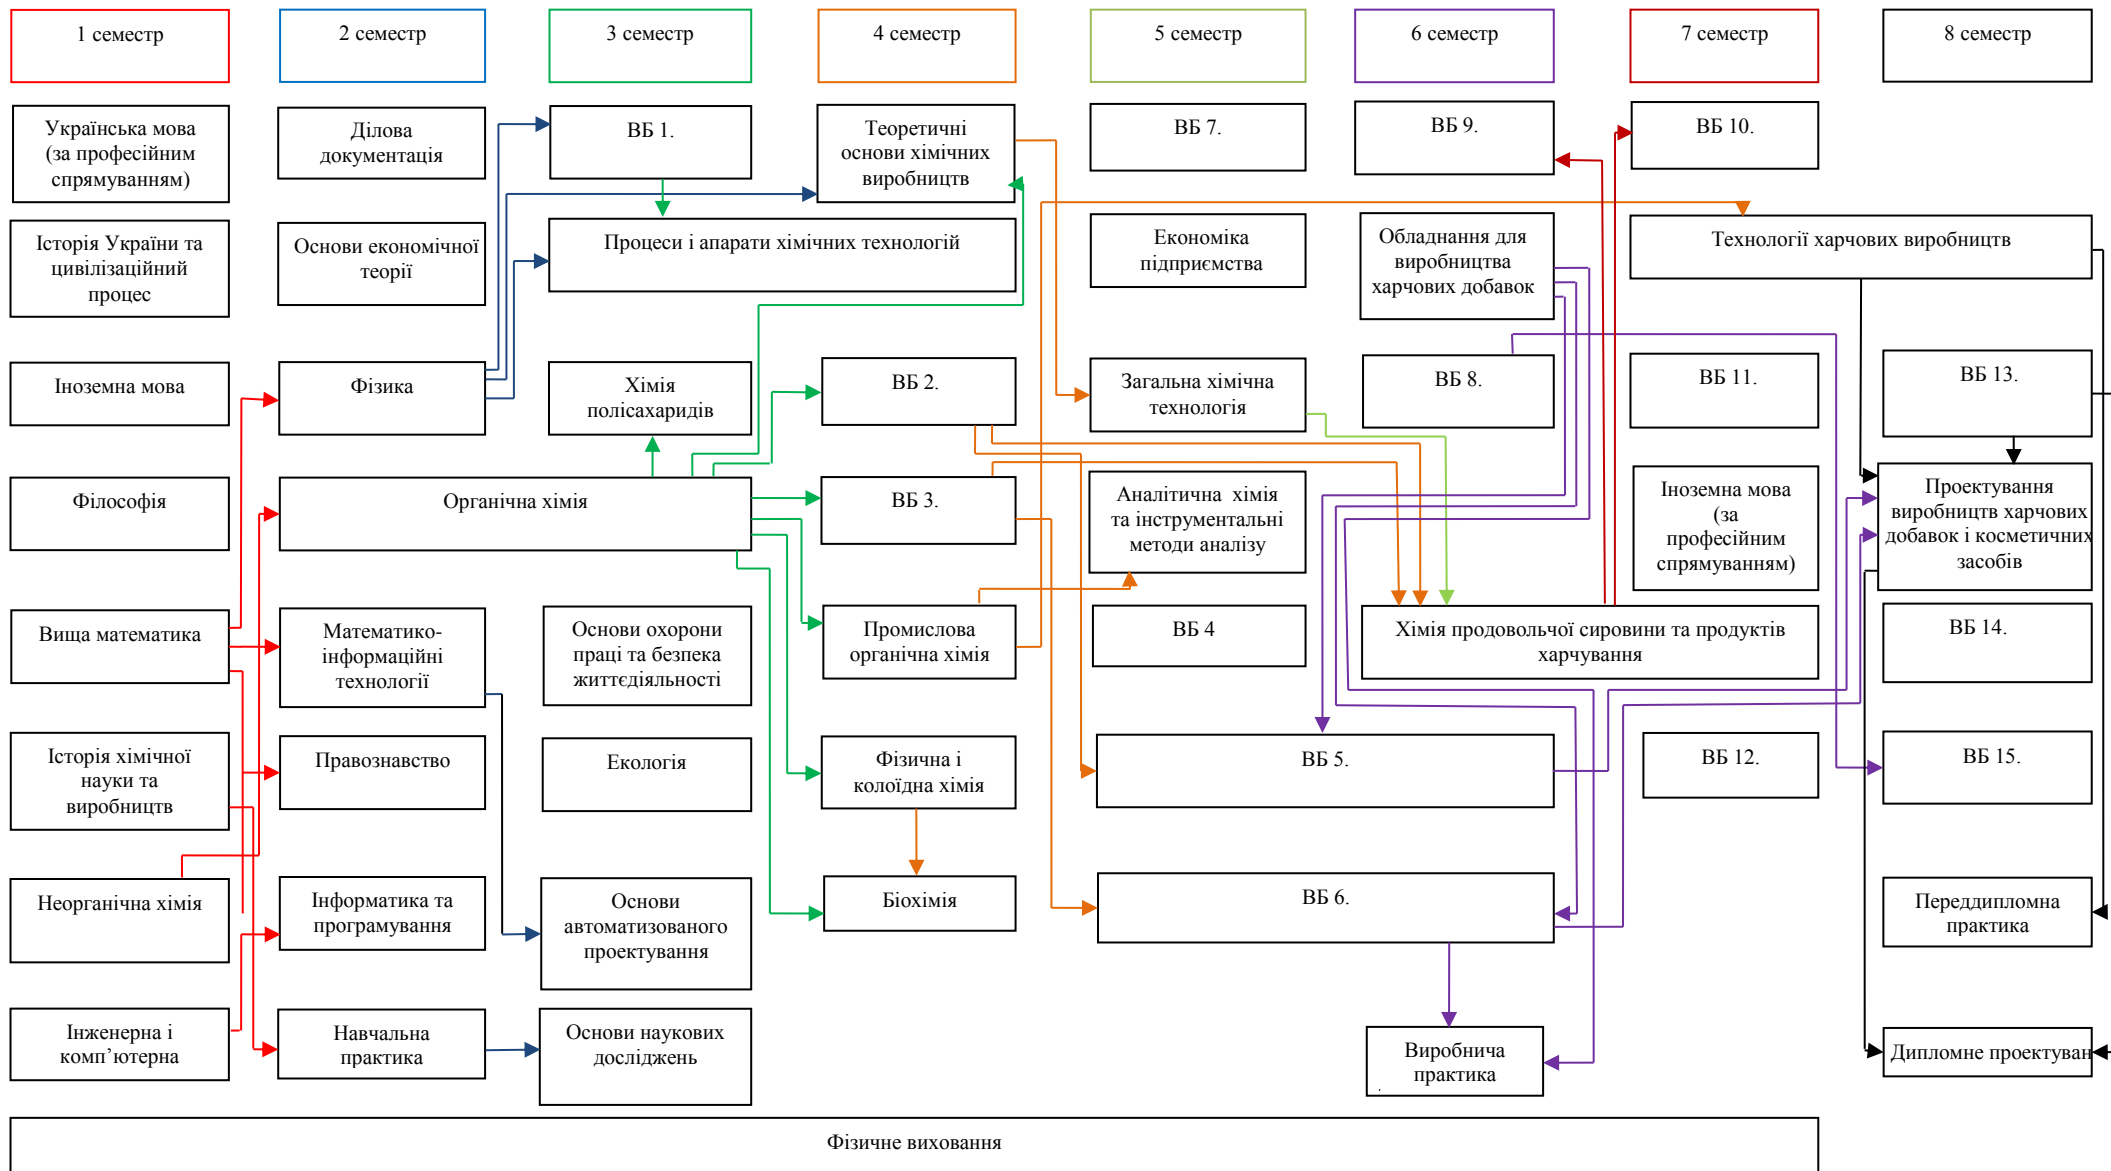 1 семестр
2 семестр
3 семестр
4 семестр
5 семестр
6 семестр
7 семестр
8 семестр
Українська мова
(за професійним
спрямуванням)
Ділова
документація
ВБ 1.
Теоретичні
основи хімічних
виробництв
ВБ 7.
ВБ 9.
ВБ 10.
Історія України та
цивілізаційний
процес
Основи економічної
теорії
Процеси і апарати хімічних технологій
Економіка
підприємства
Обладнання для
виробництва
харчових добавок
Технології харчових виробництв
Іноземна мова
Фізика
Хімія
полісахаридів
ВБ 2.
Загальна хімічна
технологія
ВБ 8.
ВБ 11.
ВБ 13.
Філософія
Органічна хімія
ВБ 3.
Аналітична хімія
та інструментальні
методи аналізу
Іноземна мова
(за
професійним
спрямуванням)
Проектування
виробництв харчових
добавок і косметичних
засобів
Вища математика
Математико-
інформаційні
технології
Основи охорони
праці та безпека
життєдіяльності
Промислова
органічна хімія
ВБ 4
Хімія продовольчої сировини та продуктів
харчування
ВБ 14.
Історія хімічної
науки та
виробництв
Правознавство
Екологія
Фізична і
колоїдна хімія
ВБ 5.
ВБ 12.
ВБ 15.
Неорганічна хімія
Інформатика та
програмування
Основи
автоматизованого
проектування
Біохімія
ВБ 6.
Переддипломна
практика
Інженерна і
комп’ютерна
Навчальна
практика
Основи наукових
досліджень
Виробнича
практика
.
Дипломне проектуван
Фізичне виховання